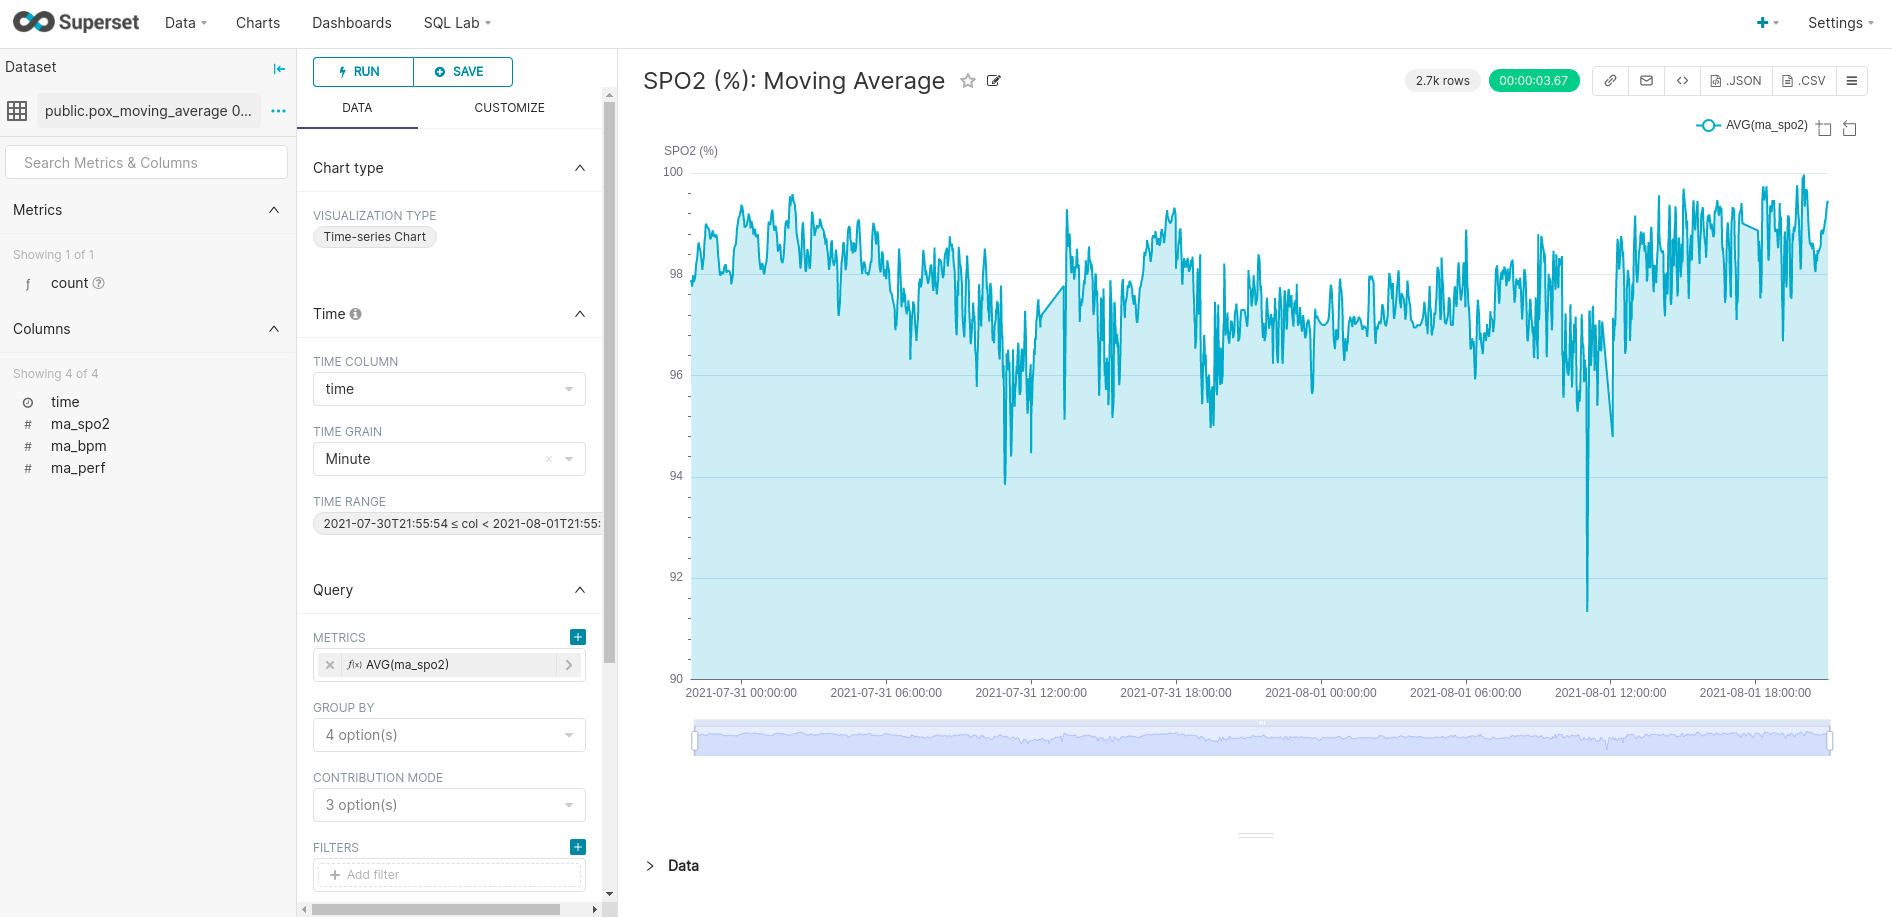 Superset
Data
Charts
Dashboards
SQL Lab
Settings
Dataset
public.pox_moving_average 0...
Search Metrics & Columns
Metrics
Showing 1 of 1
ƒ count
Columns
Showing 4 of 4
time
# ma_spo2
# ma_bpm
# ma_perf
RUN
SAVE
DATA
CUSTOMIZE
Chart type
VISUALIZATION TYPE
Time-series Chart
Time
TIME COLUMN
time
TIME GRAIN
Minute
TIME RANGE
2021-07-30T21:55:54 ≤ col < 2021-08-01T21:55:
Query
METRICS
ƒ(x) AVG(ma_spo2)
GROUP BY
4 option(s)
CONTRIBUTION MODE
3 option(s)
FILTERS
Add filter
SPO2 (%): Moving Average
2.7k rows
00:00:03.67
.JSON
.CSV
AVG(ma_spo2)
SPO2 (%)
100
98
96
94
92
90
2021-07-31 00:00:00
2021-07-31 06:00:00
2021-07-31 12:00:00
2021-07-31 18:00:00
2021-08-01 00:00:00
2021-08-01 06:00:00
2021-08-01 12:00:00
2021-08-01 18:00:00
Data